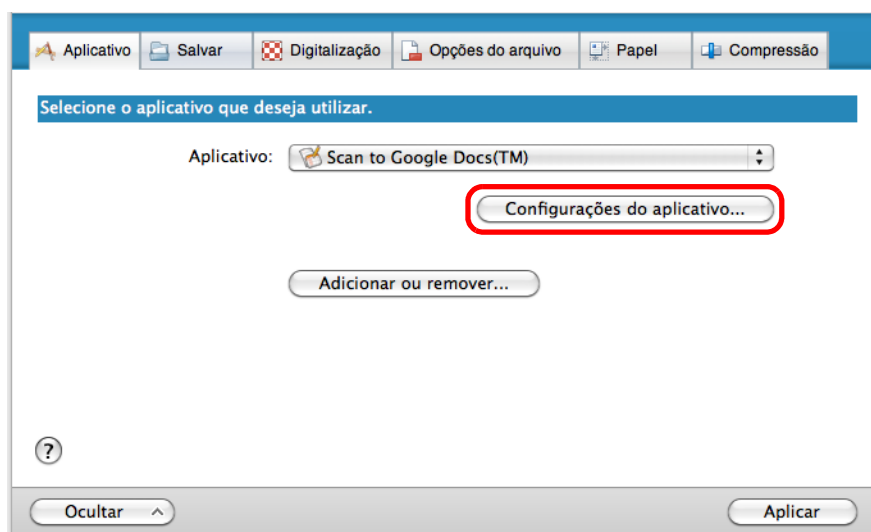 Aplicativo Salvar Digitalização Opções do arquivo Papel Compressão
Selecione o aplicativo que deseja utilizar.
Aplicativo: Scan to Google Docs(TM)
Configurações do aplicativo...
Adicionar ou remover...
?
Ocultar Aplicar